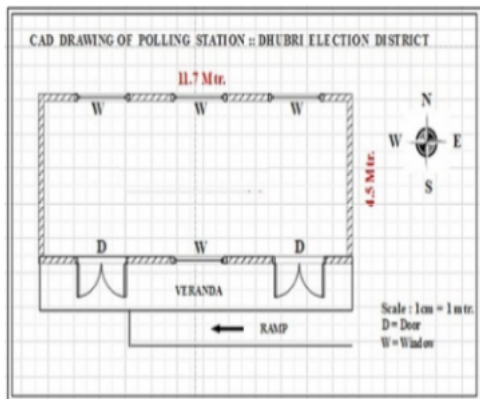 CAD DRAWING OF POLLING STATION :: DHUBRI ELECTION DISTRICT
11.7 Mtr.
W W W
N
W E
S
4.5 Mtr.
D W D
VERANDA
RAMP
Scale : 1cm = 1 mtr.
D = Door
W = Window